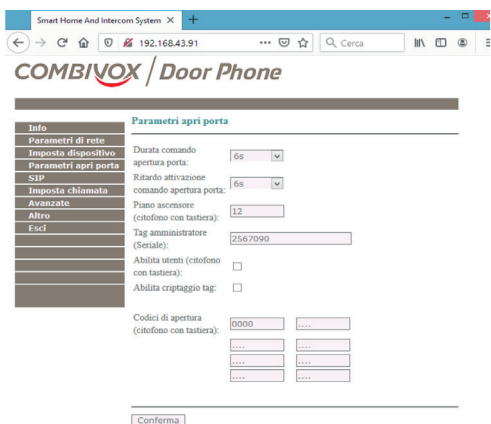 Smart Home And Intercom System
192.168.43.91
Cerca
COMBIVOX / Door Phone
Info
Parametri di rete
Imposta dispositivo
Parametri apri porta
SIP
Imposta chiamata
Avanzate
Altro
Esci
Parametri apri porta
Durata comando
apertura porta:
6s
Ritardo attivazione
comando apertura porta:
6s
Piano ascensore
(citofono con tastiera):
12
Tag amministratore
(Seriale):
2567090
Abilita utenti (citofono
con tastiera):
Abilita criptaggio tag:
Codici di apertura
(citofono con tastiera):
0000 ....
.... ....
.... ....
.... ....
Conferma